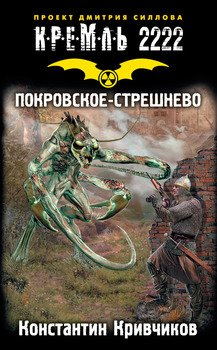 ПРОЕКТ ДМИТРИЯ СИЛЛОВА
КРЕМЛЬ 2222
ПОКРОВСКОЕ-СТРЕШНЕВО
Константин Кривчиков